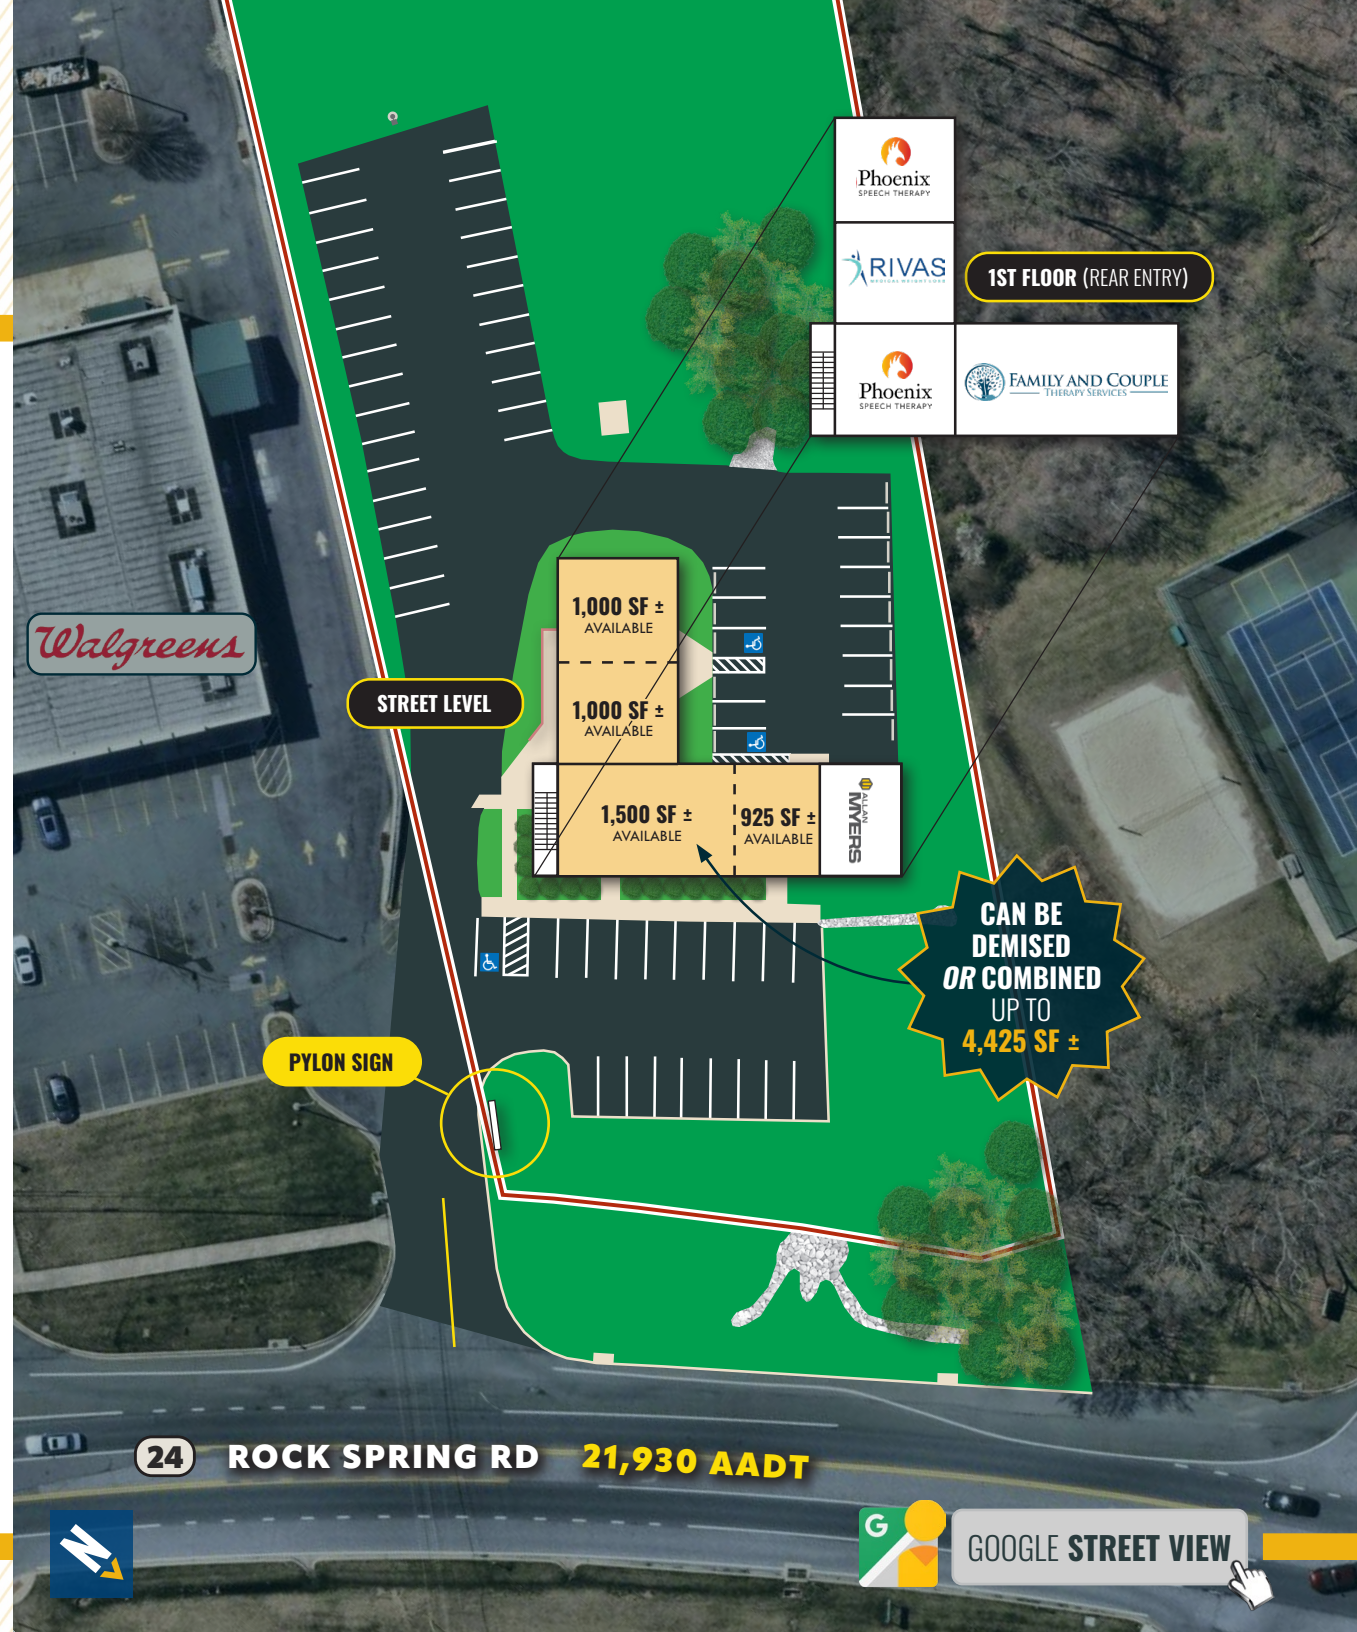 Phoenix
SPEECH THERAPY
RIVAS
MEDICAL WEIGHT LOSS
1ST FLOOR (REAR ENTRY)
Phoenix
SPEECH THERAPY
FAMILY AND COUPLE
THERAPY SERVICES
1,000 SF ±
AVAILABLE
Walgreens
STREET LEVEL
1,000 SF ±
AVAILABLE
1,500 SF ±
AVAILABLE
925 SF ±
AVAILABLE
ALLAN
MYERS
CAN BE
DEMISED
OR COMBINED
UP TO
4,425 SF ±
PYLON SIGN
24 ROCK SPRING RD 21,930 AADT
N
G
GOOGLE STREET VIEW